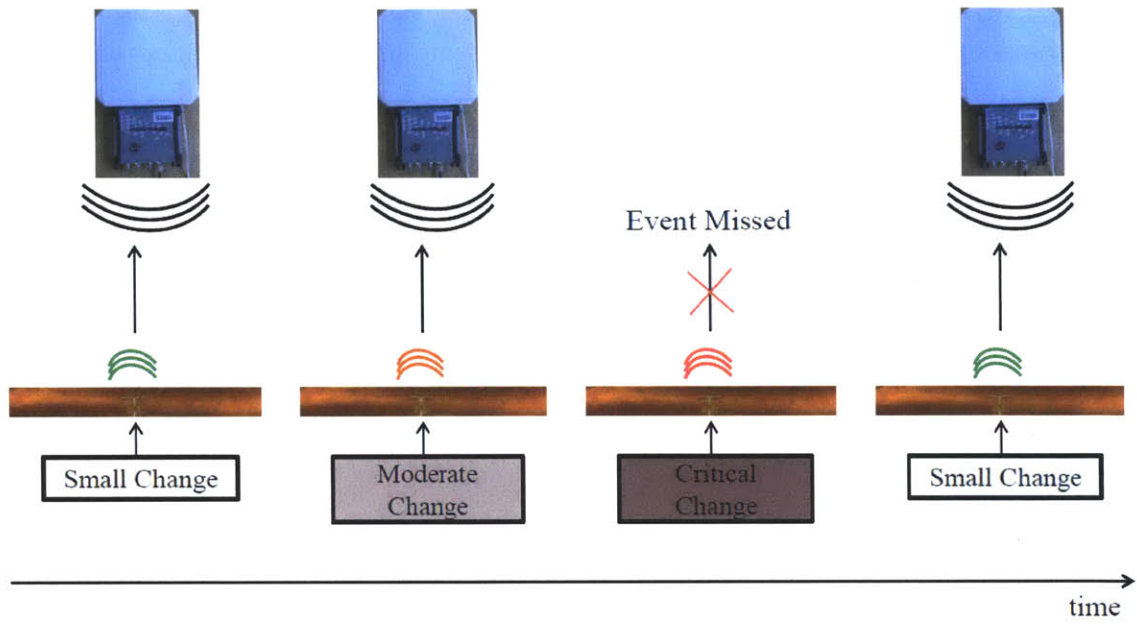 Event Missed
Small Change
Moderate
Change
Critical
Change
Small Change
time